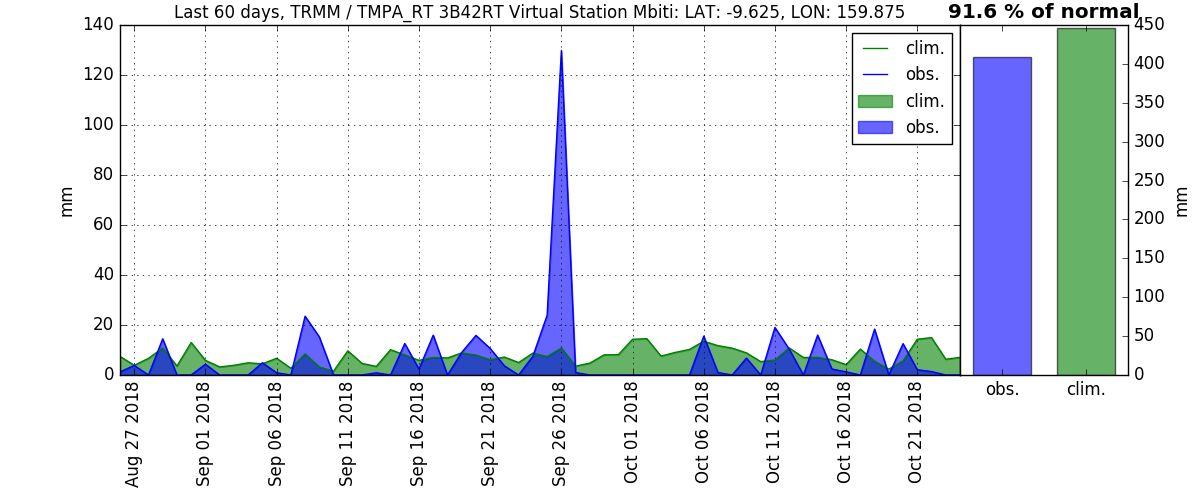 Last 60 days, TRMM / TMPA_RT 3B42RT Virtual Station Mbiti: LAT: -9.625, LON: 159.875
91.6 % of normal
140
120
100
80
60
40
20
0
mm
clim.
obs.
clim.
obs.
450
400
350
300
250
200
150
100
50
0
mm
Aug 27 2018
Sep 01 2018
Sep 06 2018
Sep 11 2018
Sep 16 2018
Sep 21 2018
Sep 26 2018
Oct 01 2018
Oct 06 2018
Oct 11 2018
Oct 16 2018
Oct 21 2018
obs.
clim.